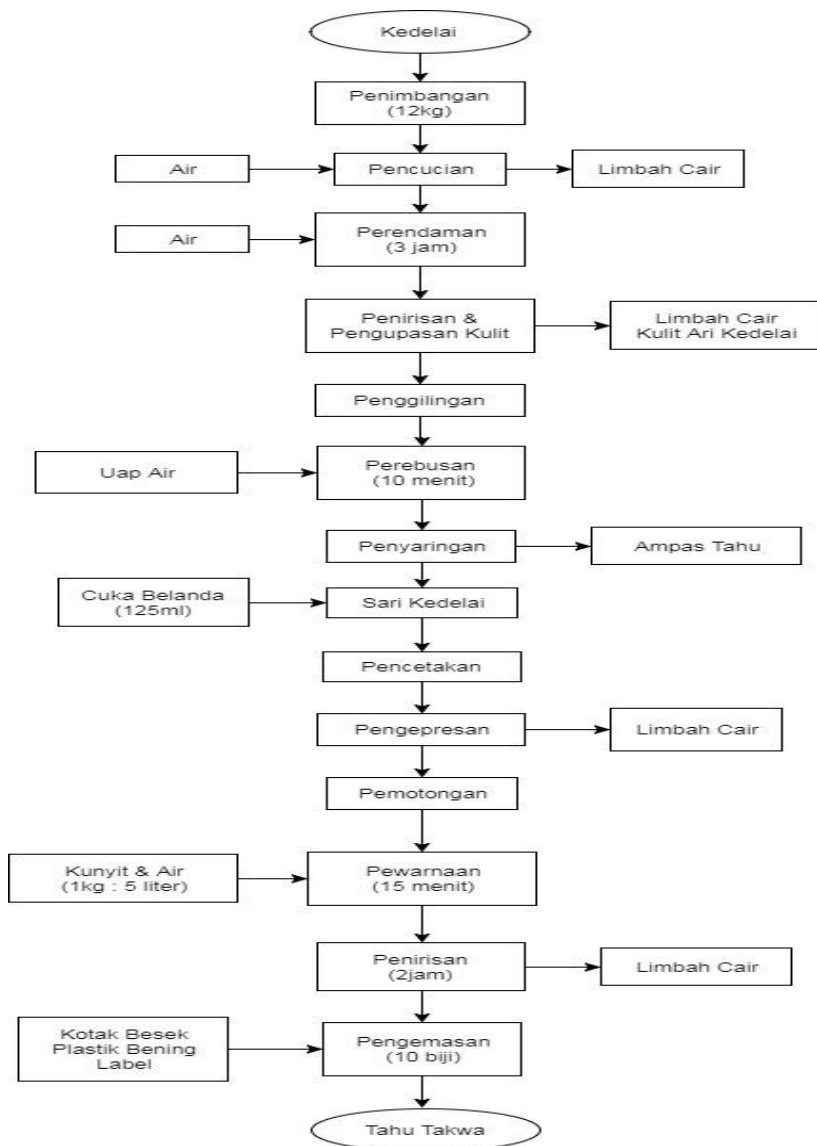 Kedelai
Penimbangan
(12kg)
Air
Pencucian
Limbah Cair
Air
Perendaman
(3 jam)
Penirisan &
Pengupasan Kulit
Limbah Cair
Kulit Ari Kedelai
Penggilingan
Uap Air
Perebusan
(10 menit)
Penyaringan
Ampas Tahu
Cuka Belanda
(125ml)
Sari Kedelai
Pencetakan
Pengepresan
Limbah Cair
Pemotongan
Kunyit & Air
(1kg : 5 liter)
Pewarnaan
(15 menit)
Penirisan
(2jam)
Limbah Cair
Kotak Besek
Plastik Bening
Label
Pengemasan
(10 biji)
Tahu Takwa